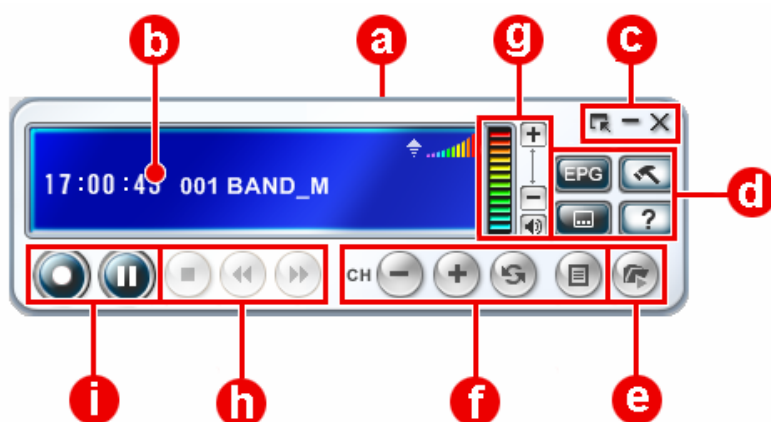 b a g c
17:00:45 001 BAND_M
+
EPG
d
-
?
CH - +
i h f e